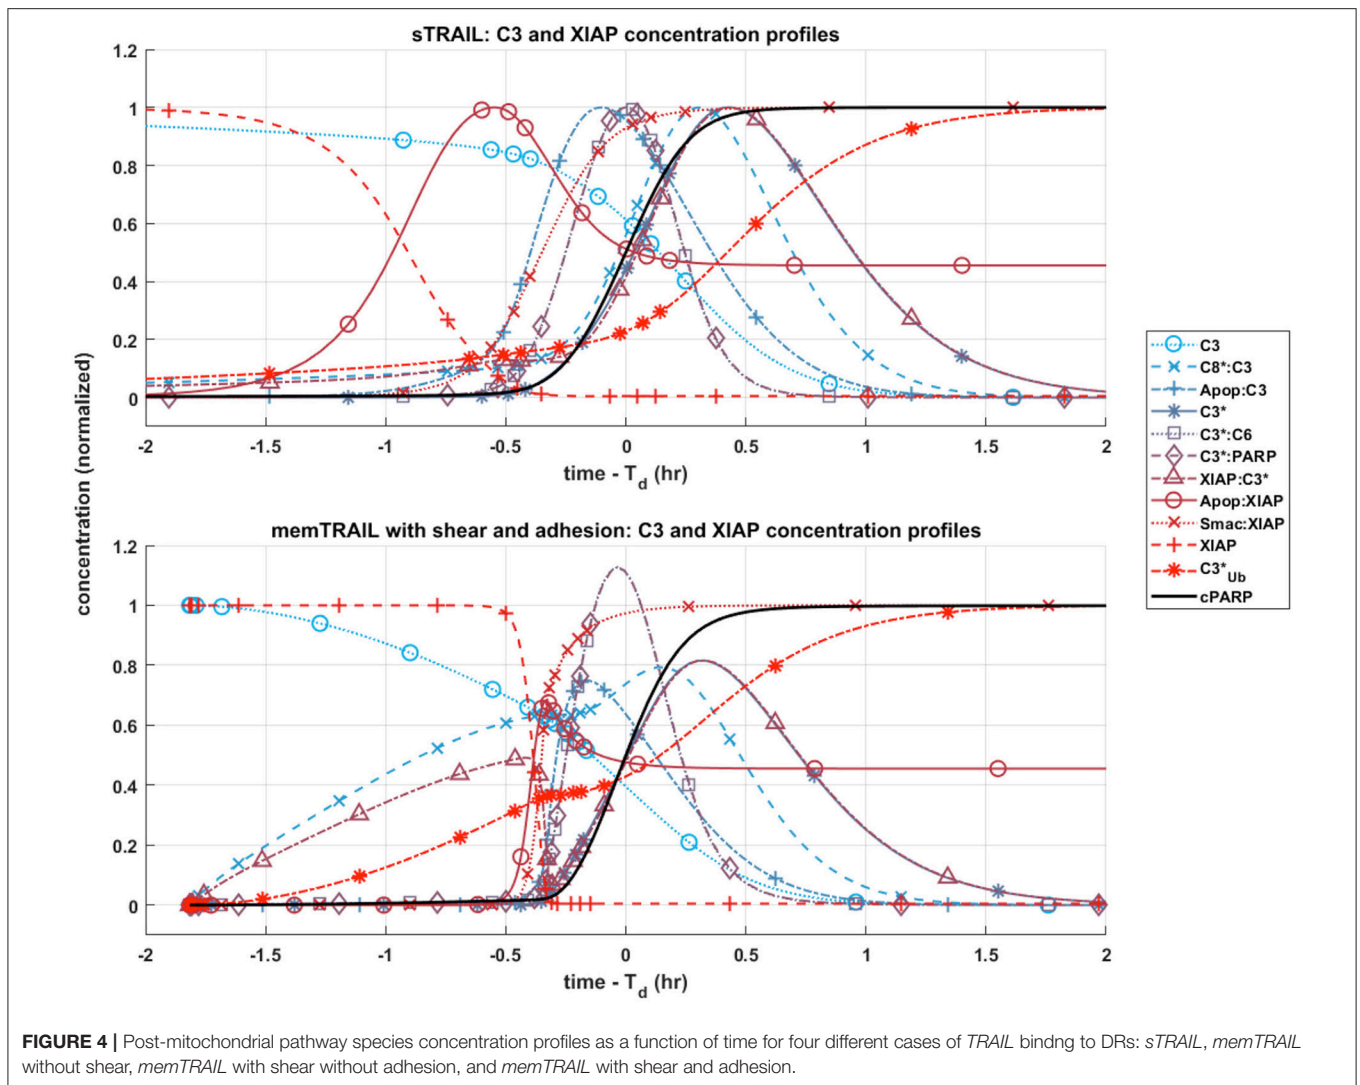 sTRAIL: C3 and XIAP concentration profiles
1.2
1
0.8
0.6
0.4
0.2
0
-2
-1.5
-1
-0.5
0
0.5
1
1.5
2
time - Td (hr)
concentration (normalized)
memTRAIL with shear and adhesion: C3 and XIAP concentration profiles
1.2
1
0.8
0.6
0.4
0.2
0
-2
-1.5
-1
-0.5
0
0.5
1
1.5
2
time - Td (hr)
C3
C8*:C3
Apop:C3
C3*
C3*:C6
C3*:PARP
XIAP:C3*
Apop:XIAP
Smac:XIAP
XIAP
C3*Ub
cPARP
FIGURE 4 | Post-mitochondrial pathway species concentration profiles as a function of time for four different cases of TRAIL bindng to DRs: sTRAIL, memTRAIL
without shear, memTRAIL with shear without adhesion, and memTRAIL with shear and adhesion.